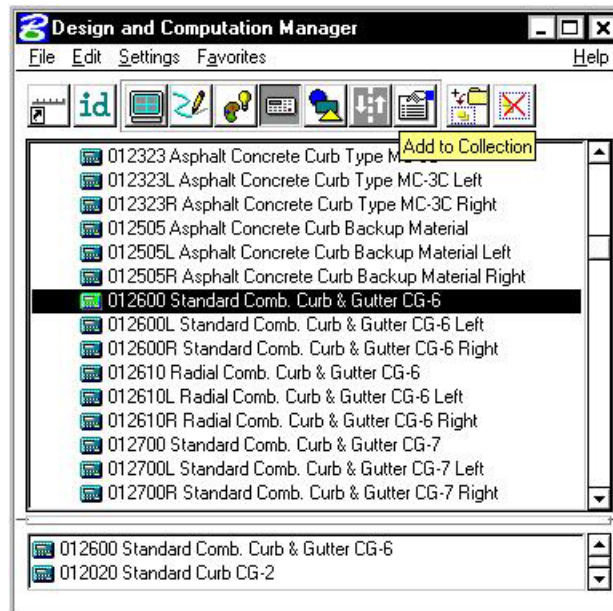 Design and Computation Manager
File Edit Settings Favorites Help
id
Add to Collection
012323 Asphalt Concrete Curb Type M
012323L Asphalt Concrete Curb Type MC-3C Left
012323R Asphalt Concrete Curb Type MC-3C Right
012505 Asphalt Concrete Curb Backup Material
012505L Asphalt Concrete Curb Backup Material Left
012505R Asphalt Concrete Curb Backup Material Right
012600 Standard Comb. Curb & Gutter CG-6
012600L Standard Comb. Curb & Gutter CG-6 Left
012600R Standard Comb. Curb & Gutter CG-6 Right
012610 Radial Comb. Curb & Gutter CG-6
012610L Radial Comb. Curb & Gutter CG-6 Left
012610R Radial Comb. Curb & Gutter CG-6 Right
012700 Standard Comb. Curb & Gutter CG-7
012700L Standard Comb. Curb & Gutter CG-7 Left
012700R Standard Comb. Curb & Gutter CG-7 Right
012600 Standard Comb. Curb & Gutter CG-6
012020 Standard Curb CG-2